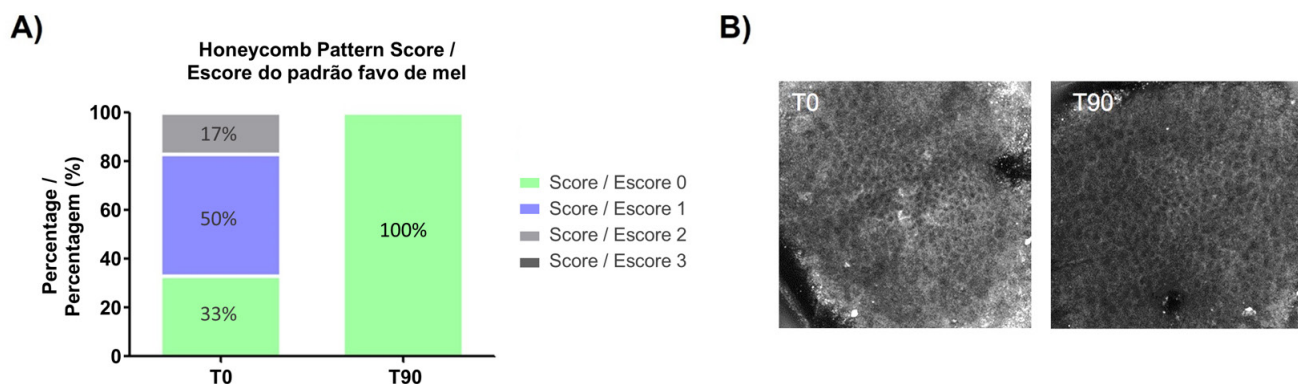 A)
Honeycomb Pattern Score /
Escore do padrão favo de mel
Percentage /
Percentagem (%)
100
80
60
40
20
0
17%
50%
33%
100%
T0
T90
Score / Escore 0
Score / Escore 1
Score / Escore 2
Score / Escore 3
B)
T0
T90